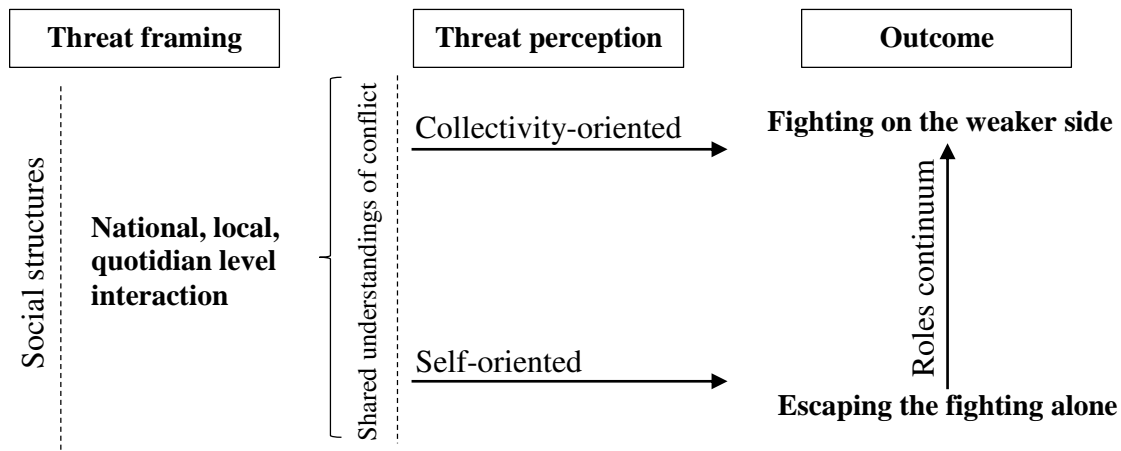 Threat framing
Threat perception
Outcome
Social structures
National, local,
quotidian level
interaction
Shared understandings of conflict
Collectivity-oriented
Self-oriented
Fighting on the weaker side
Roles continuum
Escaping the fighting alone